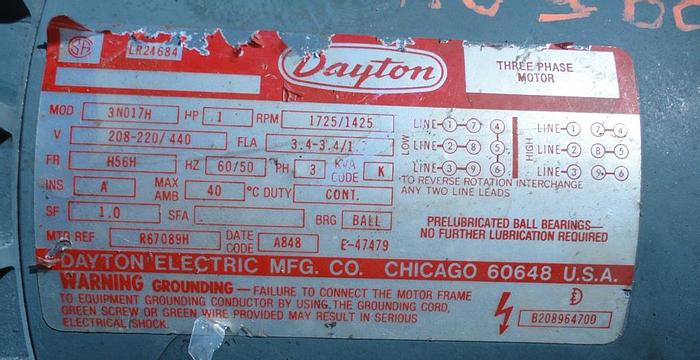 SA
LR24684
Dayton
THREE PHASE
MOTOR
MOD 3N017H HP 1 RPM 1725/1425
V 208-220/440 FLA 3.4-3.4/1.
FR H56H HZ 60/50 PH 3 KVA CODE K
INS A MAX AMB 40 °C DUTY CONT.
SF 1.0 SFA BRG BALL
MTR REF R67089H DATE CODE A848 E-47479
LOW
LINE-1 7 4
LINE-2 8 5
LINE-3 9 6
HIGH
LINE-1 7-4
LINE-2 8-5
LINE-3 9-6
TO REVERSE ROTATION INTERCHANGE
ANY TWO LINE LEADS
PRELUBRICATED BALL BEARINGS—
NO FURTHER LUBRICATION REQUIRED
DAYTON ELECTRIC MFG. CO. CHICAGO 60648 U.S.A.
WARNING GROUNDING — FAILURE TO CONNECT THE MOTOR FRAME
TO EQUIPMENT GROUNDING CONDUCTOR BY USING THE GROUNDING CORD,
GREEN SCREW OR GREEN WIRE PROVIDED MAY RESULT IN SERIOUS
ELECTRICAL SHOCK.
B208964700